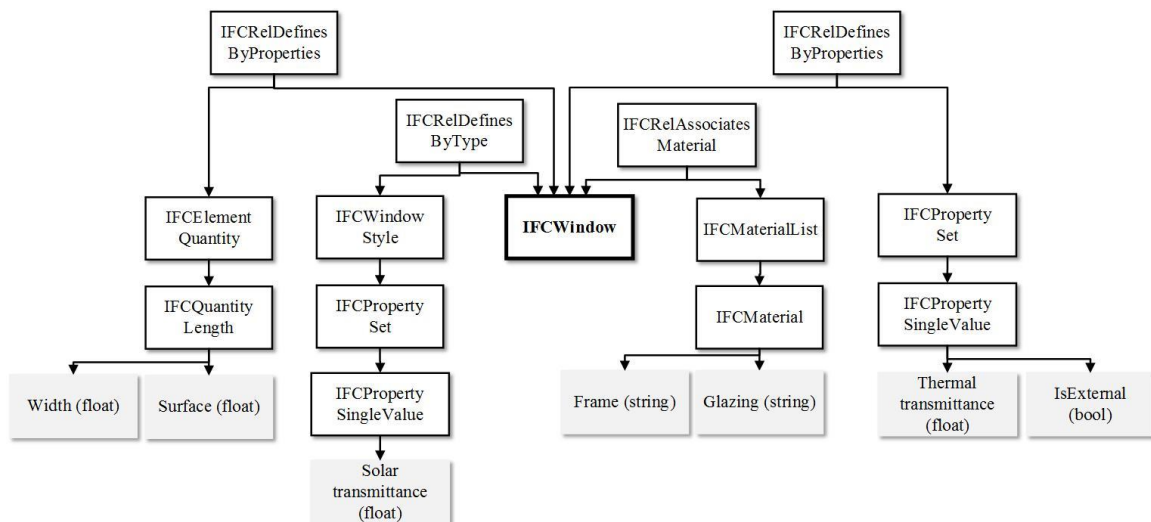 IFCRelDefines
ByProperties
IFCRelDefines
ByProperties
IFCRelDefines
ByType
IFCRelAssociates
Material
IFCElement
Quantity
IFCWindow
Style
IFCWindow
IFCMaterialList
IFCProperty
Set
IFCQuantity
Length
IFCProperty
Set
IFCMaterial
IFCProperty
SingleValue
Width (float)
Surface (float)
IFCProperty
SingleValue
Frame (string)
Glazing (string)
Thermal
transmittance
(float)
IsExternal
(bool)
Solar
transmittance
(float)